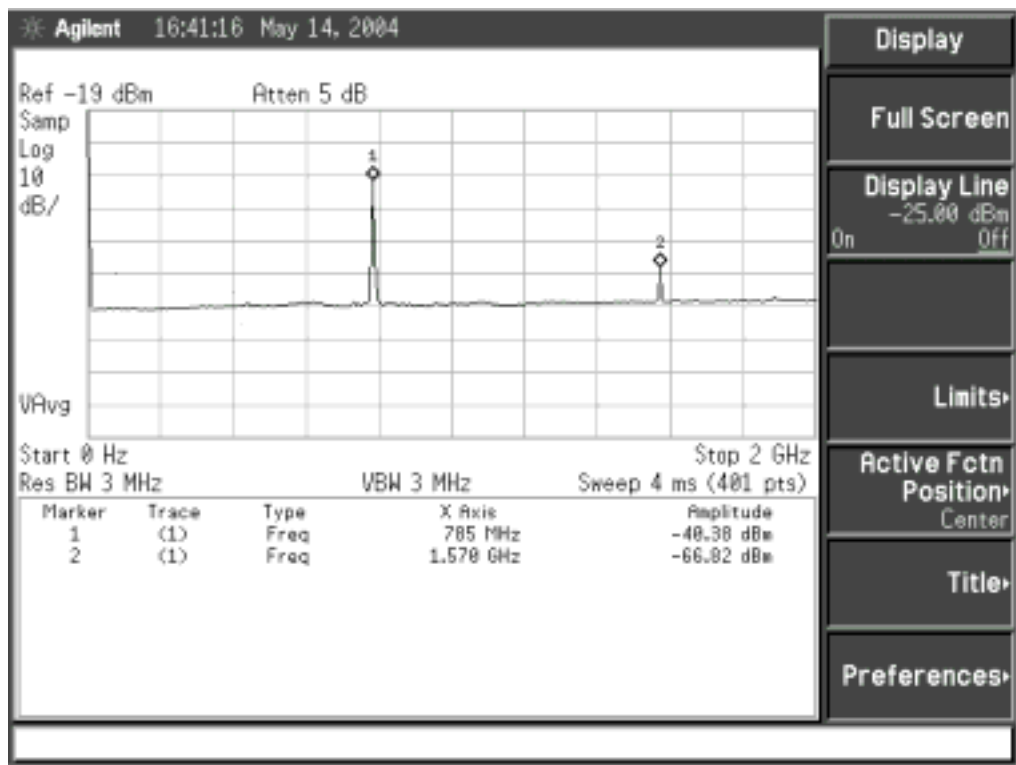 Agilent 16:41:16 May 14, 2004
Ref -19 dBm Atten 5 dB
Samp
Log
10
dB/
1
2
VAvg
Start 0 Hz Stop 2 GHz
Res BW 3 MHz VBW 3 MHz Sweep 4 ms (401 pts)
Marker Trace Type X Axis Amplitude
1 (1) Freq 785 MHz -40.38 dBm
2 (1) Freq 1.570 GHz -66.82 dBm
Display
Full Screen
Display Line
-25.00 dBm
On Off
Limits
Active Fctn
Position
Center
Title
Preferences